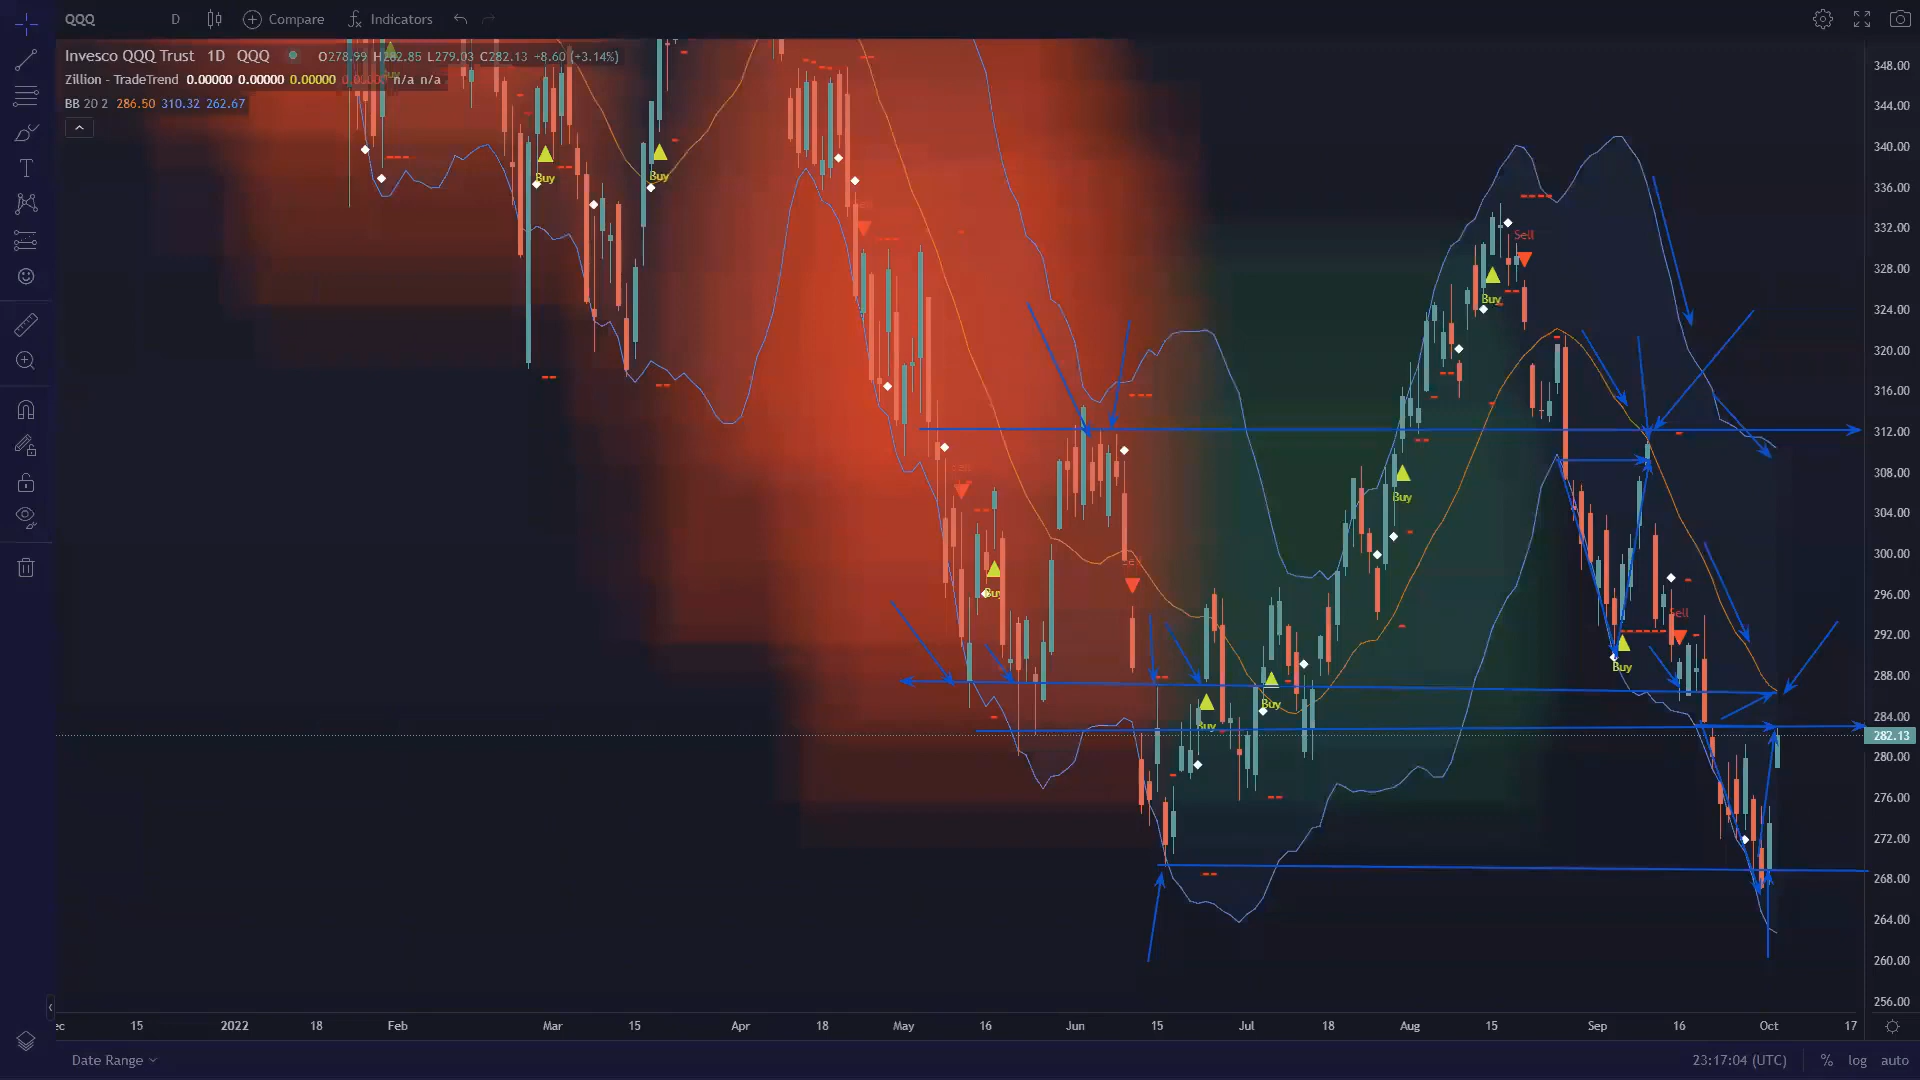 QQQ D Compare Indicators
Invesco QQQ Trust 1D QQQ O278.99 H282.85 L279.03 C282.13 +8.60 (+3.14%)
Zillion - TradeTrend 0.00000 0.00000 0.00000 n/a n/a
BB 20 2 286.50 310.32 262.67
348.00
344.00
340.00
336.00
332.00
328.00
324.00
320.00
316.00
312.00
308.00
304.00
300.00
296.00
292.00
288.00
284.00
282.13
280.00
276.00
272.00
268.00
264.00
260.00
256.00
Buy
Buy
Sell
Buy
Buy
Sell
Buy
Buy
Buy
Buy
15 2022 18 Feb Mar 15 Apr 18 May 16 Jun 15 Jul 18 Aug 15 Sep 16 Oct 17
Date Range 23:17:04 (UTC) % log auto